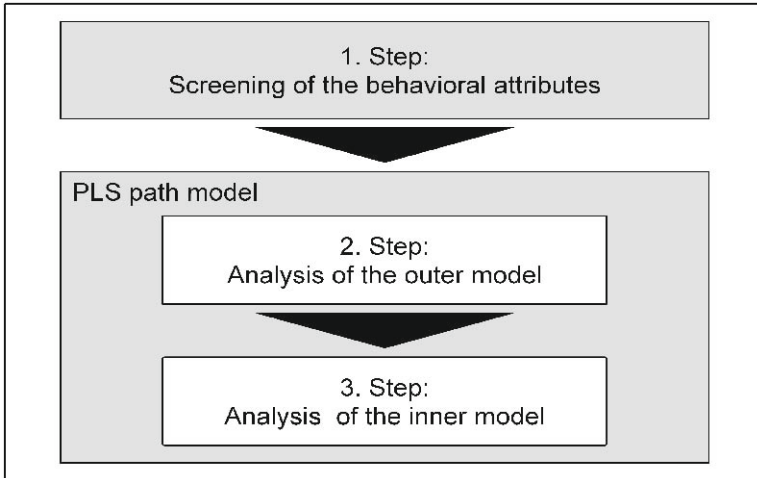 1. Step:
Screening of the behavioral attributes
PLS path model
2. Step:
Analysis of the outer model
3. Step:
Analysis of the inner model